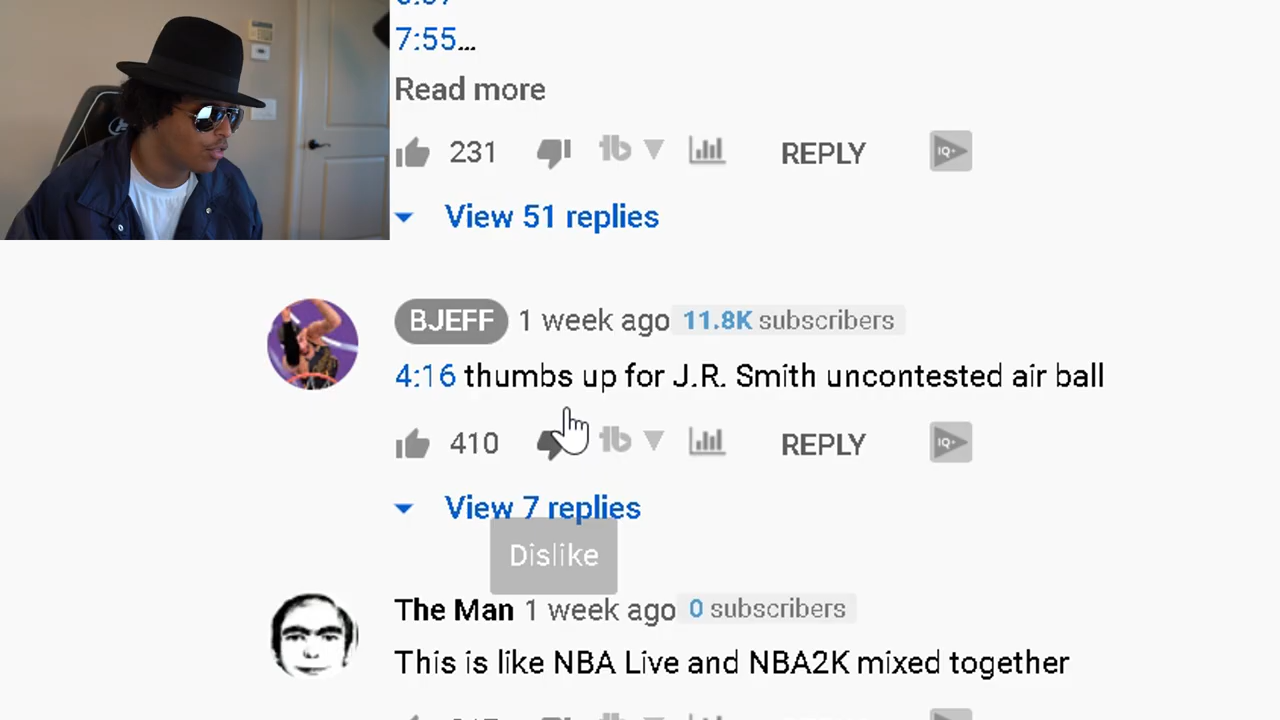 7:55...
Read more
231 REPLY
View 51 replies
BJEFF 1 week ago 11.8K subscribers
4:16 thumbs up for J.R. Smith uncontested air ball
410 REPLY
View 7 replies
Dislike
The Man 1 week ago 0 subscribers
This is like NBA Live and NBA2K mixed together